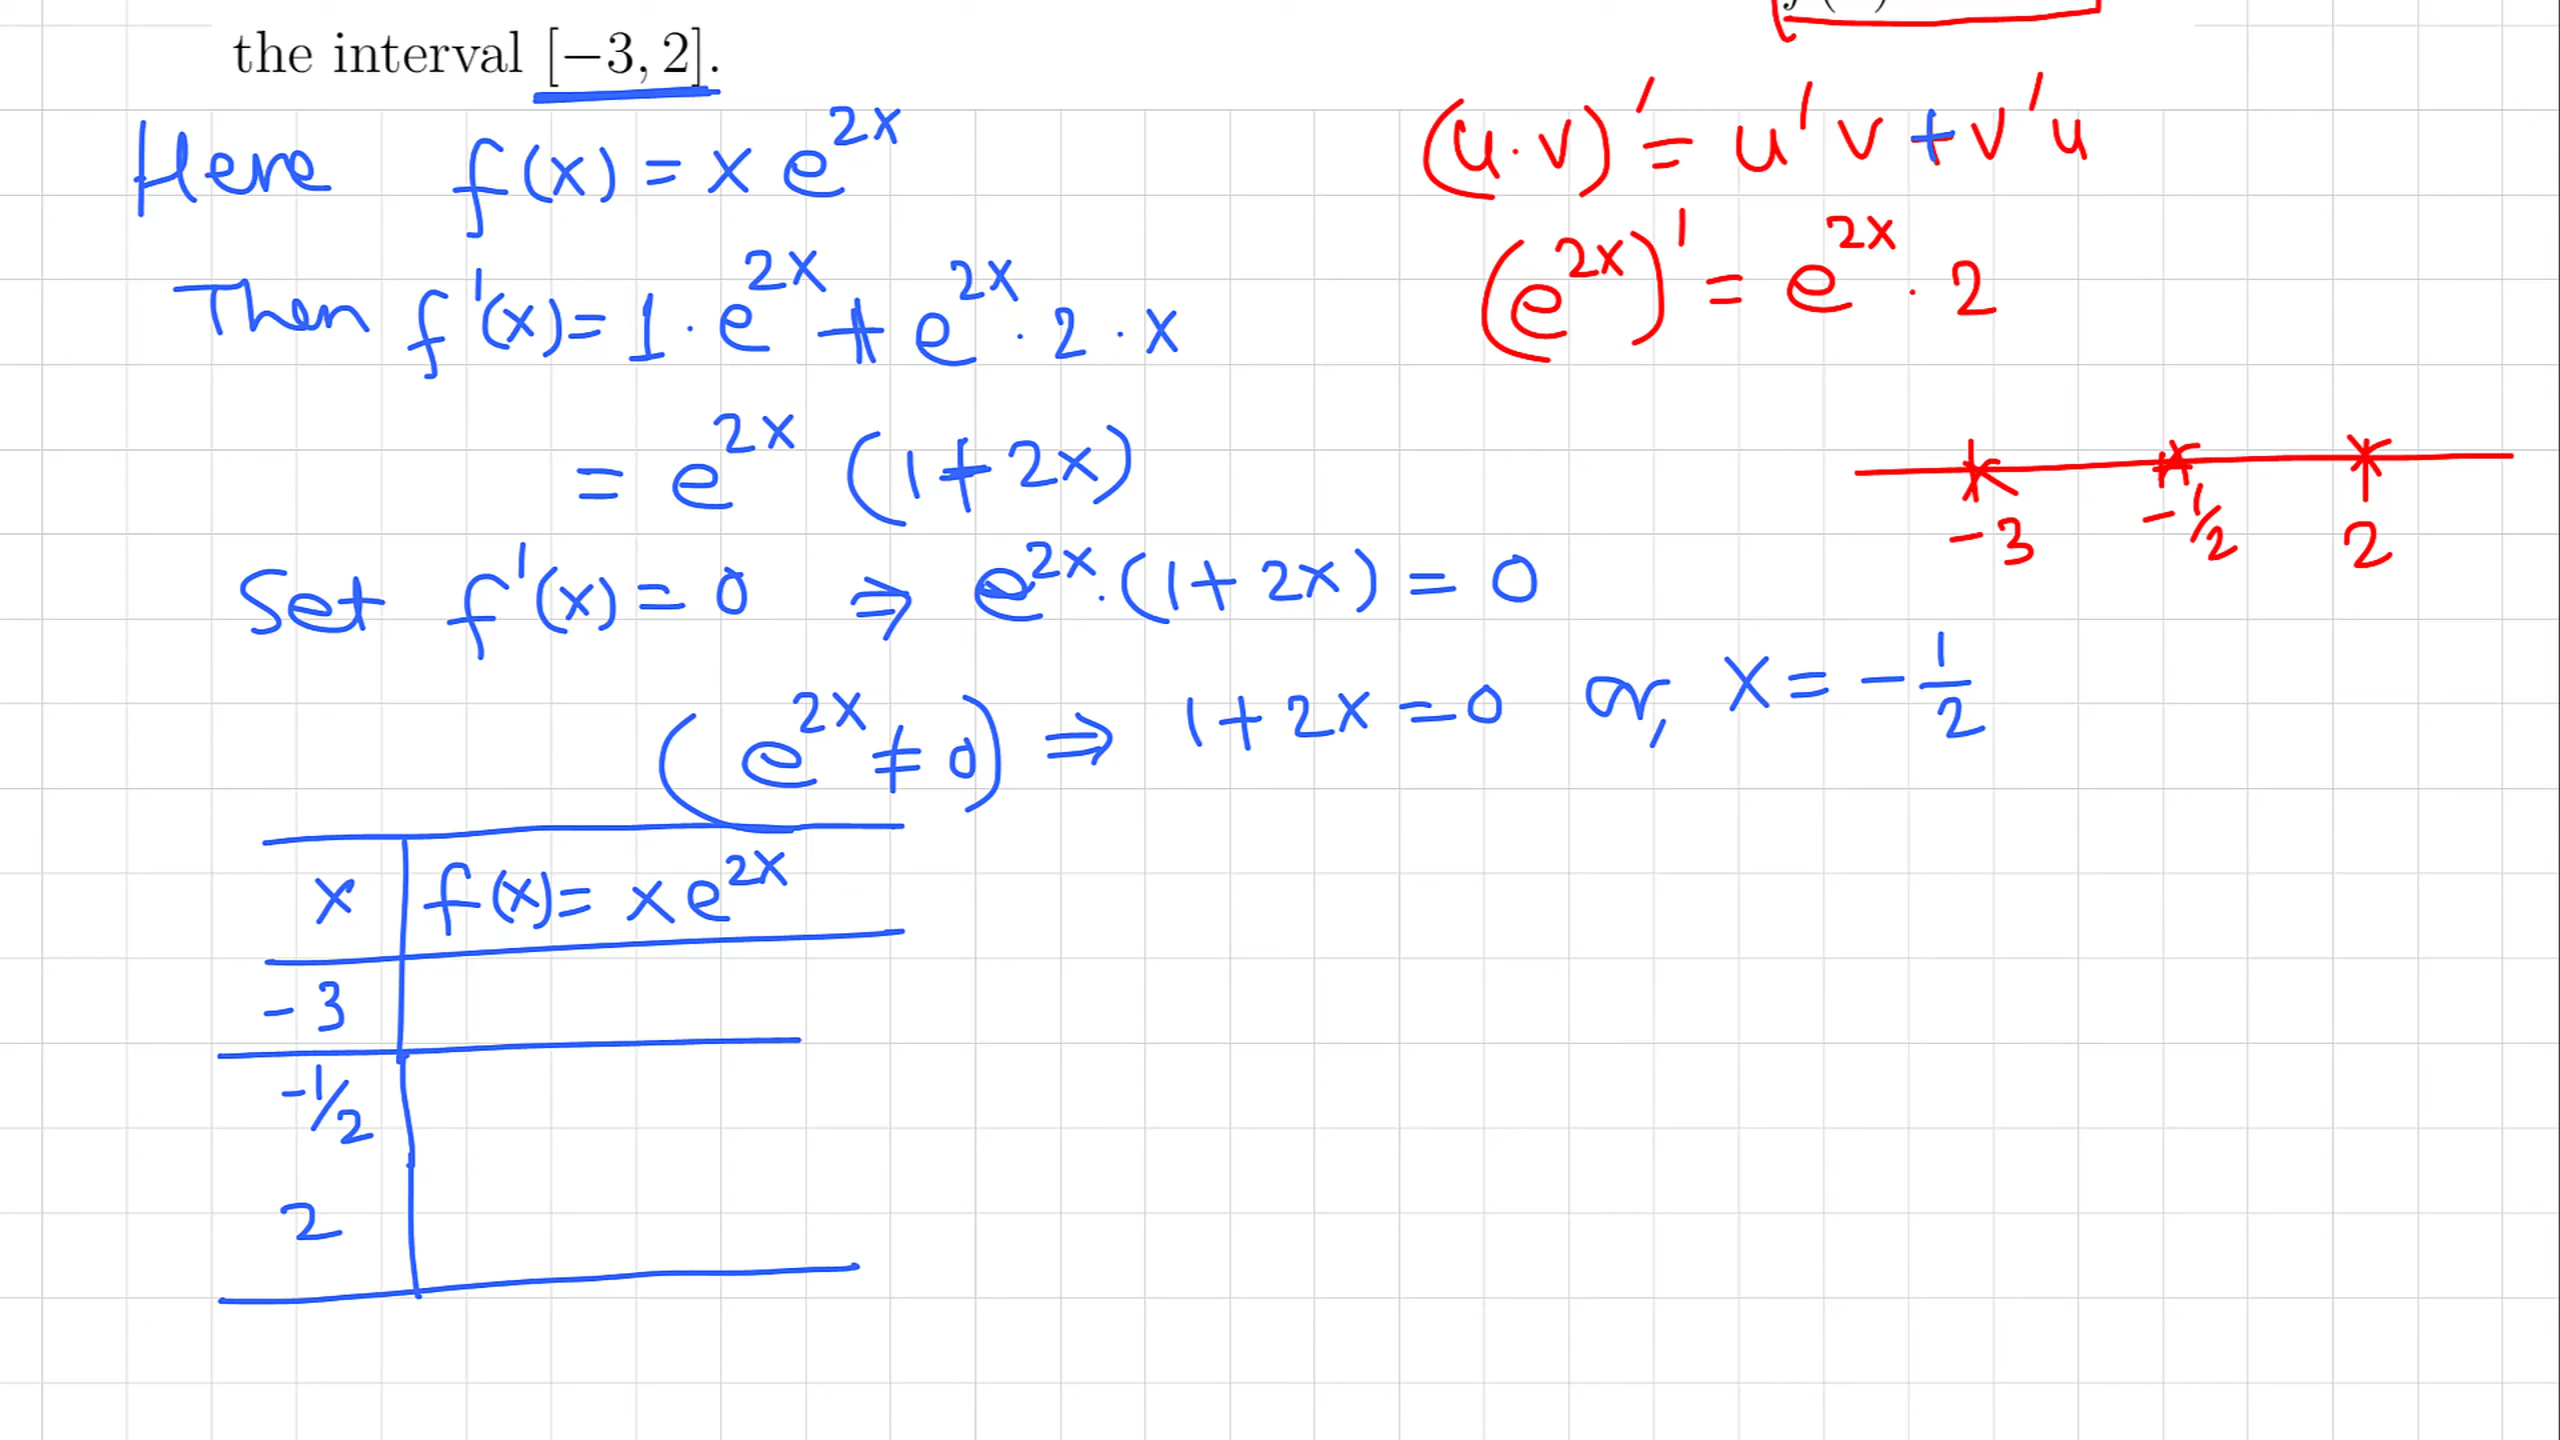 the interval [−3, 2].
(u·v)' = u'v + v'u
Here f(x) = x e^{2x}
(e^{2x})' = e^{2x} · 2
Then f'(x) = 1 · e^{2x} + e^{2x} · 2 · x
= e^{2x} (1 + 2x)
-3 -1/2 2
Set f'(x) = 0 ⇒ e^{2x} · (1 + 2x) = 0
(e^{2x} ≠ 0) ⇒ 1 + 2x = 0 or, x = -1/2
x f(x) = x e^{2x}
-3
-1/2
2